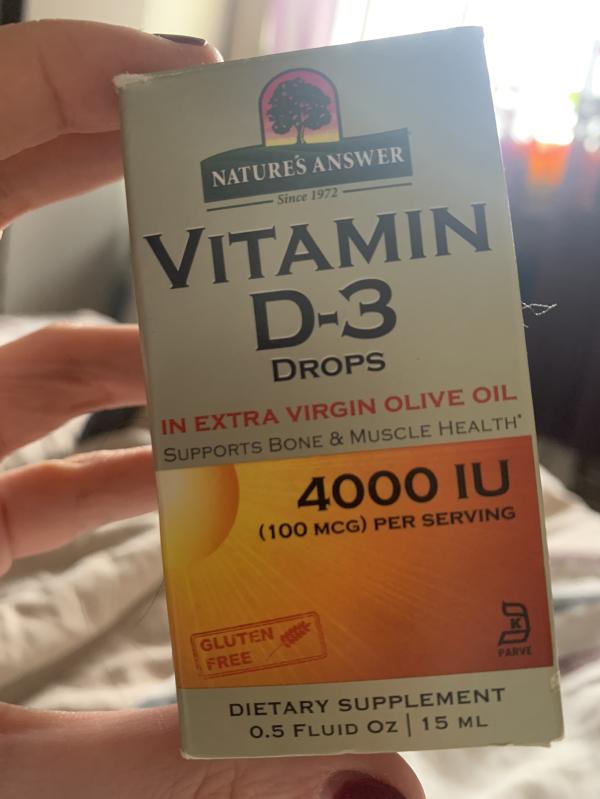 NATURE'S ANSWER
Since 1972
VITAMIN
D-3
DROPS
IN EXTRA VIRGIN OLIVE OIL
SUPPORTS BONE & MUSCLE HEALTH*
4000 IU
(100 MCG) PER SERVING
GLUTEN
FREE
K
PARVE
DIETARY SUPPLEMENT
0.5 FLUID OZ | 15 ML